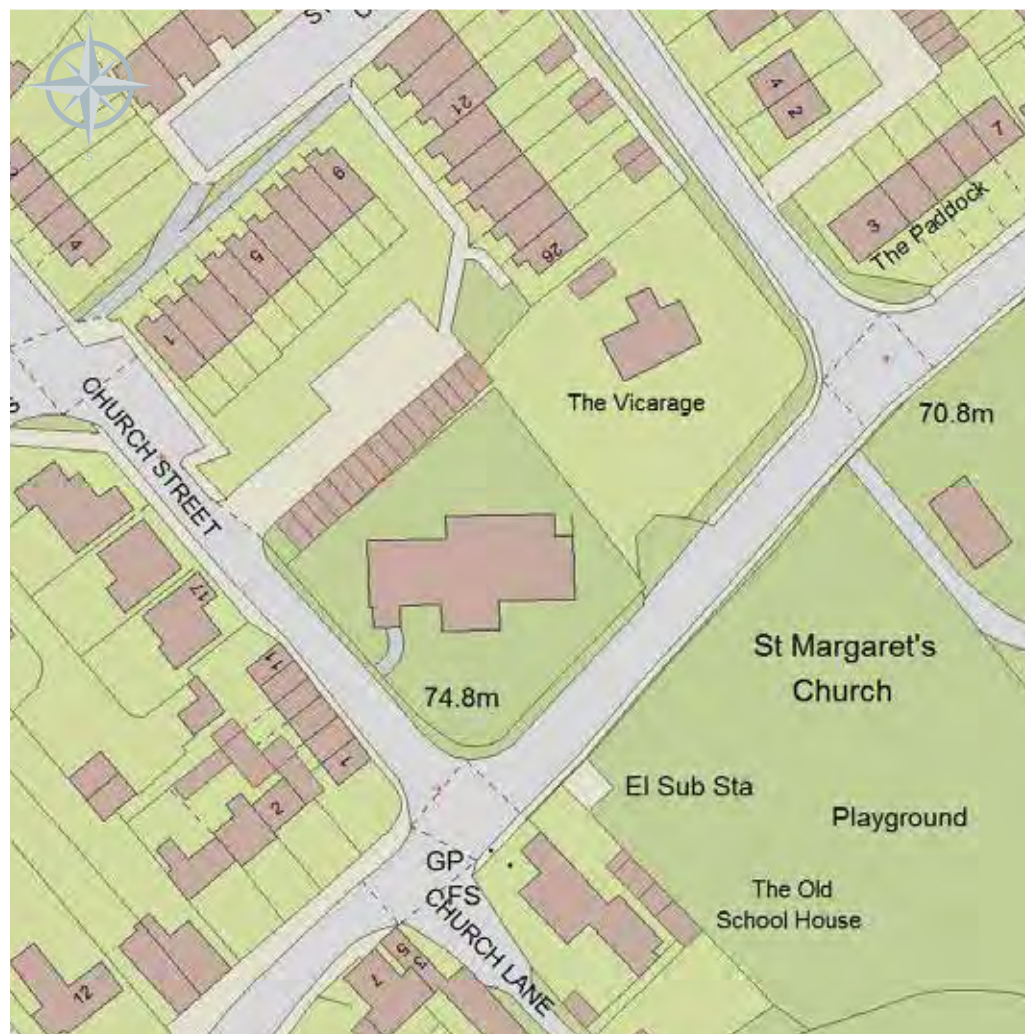 21
4
2
7
3
The Paddock
9
5
1
4
26
The Vicarage
CHURCH STREET
70.8m
17
St Margaret's
Church
74.8m
11
1
El Sub Sta
Playground
2
GP
FS
The Old
School House
CHURCH LANE
5
3
7
12